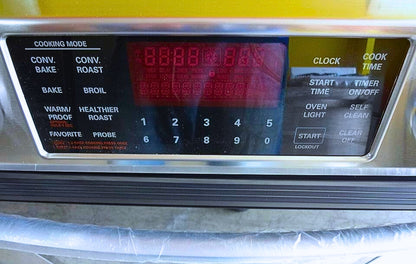 COOKING MODE
CONV. BAKE
CONV. ROAST
BAKE
BROIL
WARM/ PROOF
HEALTHIER ROAST
FAVORITE
PROBE
1 2 3 4 5
6 7 8 9 0
CLOCK
COOK TIME
START TIME
TIMER ON/OFF
OVEN LIGHT
SELF CLEAN
START
LOCKOUT
CLEAR OFF